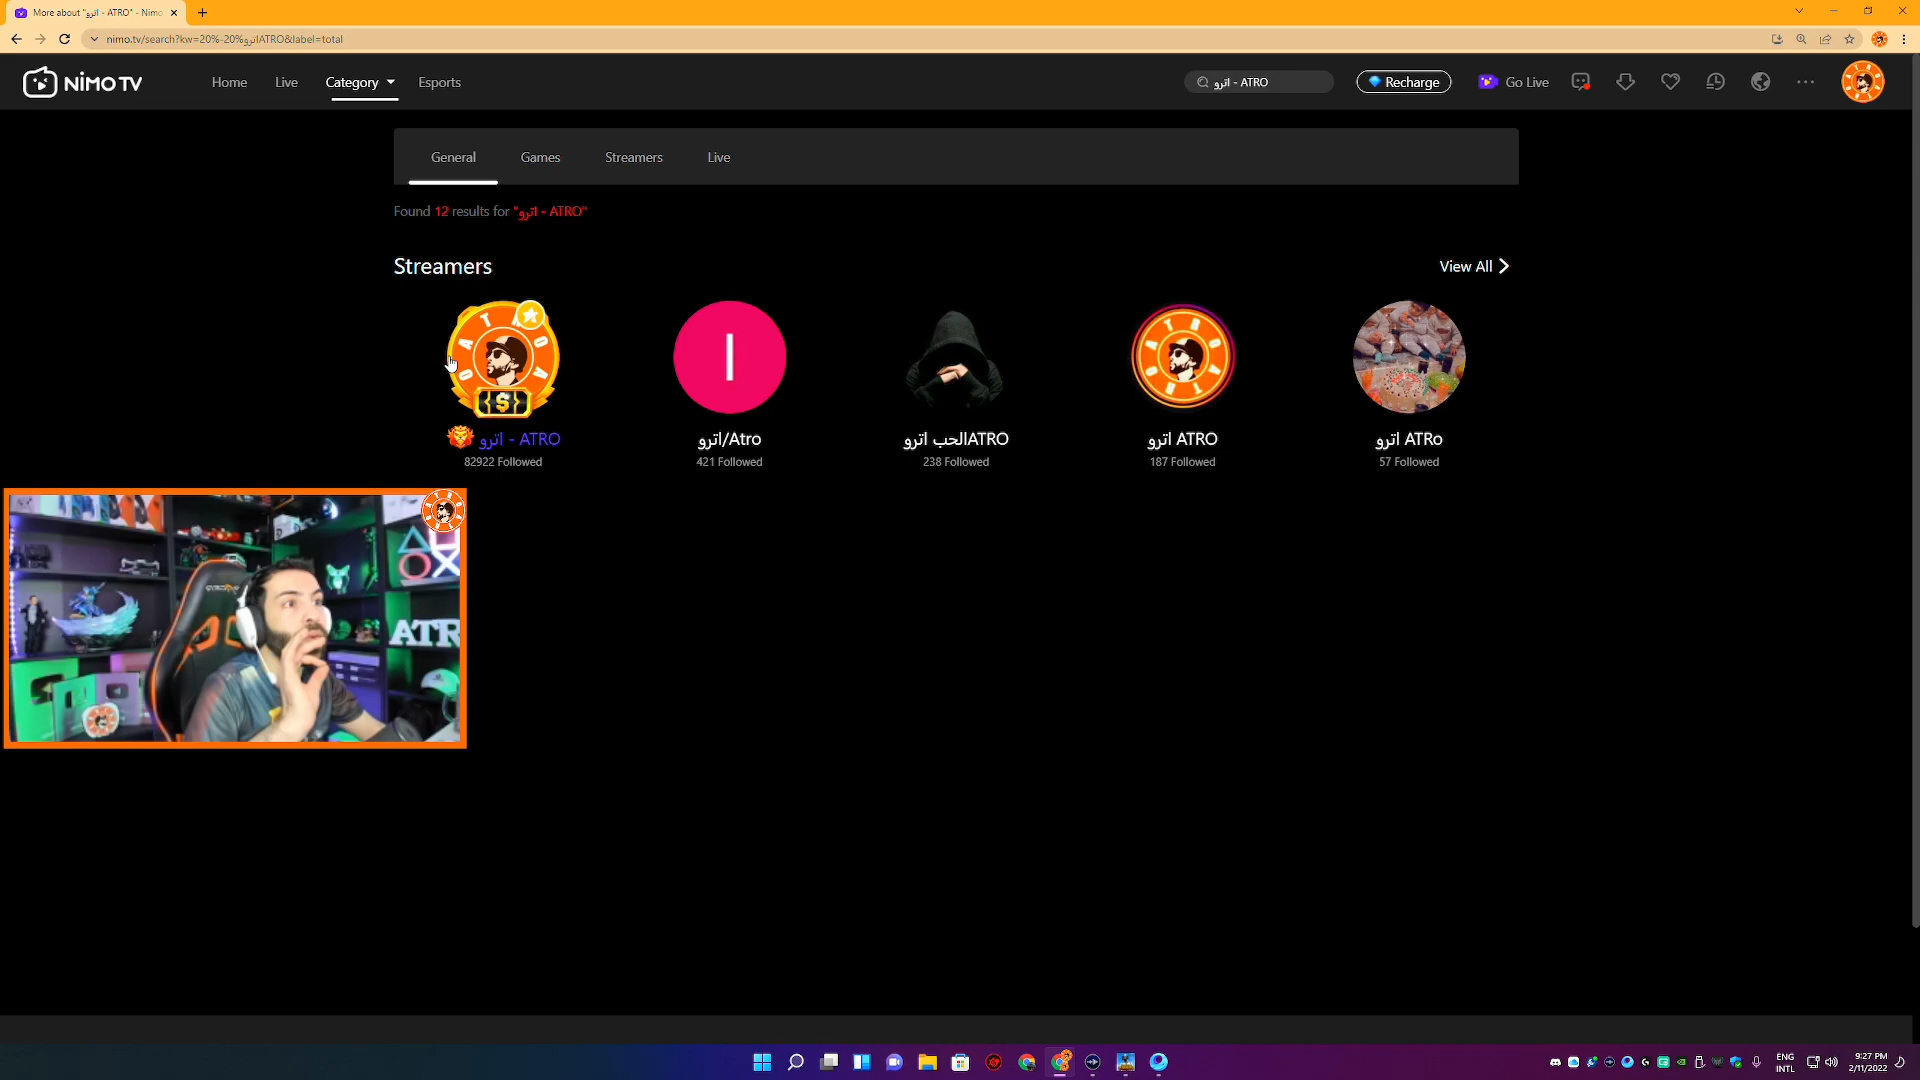 More about "اترو - ATRO" - Nimo
nimo.tv/search?kw=20%-20%اتروATRO&label=total
NIMO TV
Home
Live
Category
Esports
اترو - ATRO
Recharge
Go Live
General
Games
Streamers
Live
Found 12 results for "اترو - ATRO"
Streamers
View All
اترو - ATRO
82922 Followed
اترو/Atro
421 Followed
الحب اتروATRO
238 Followed
اترو ATRO
187 Followed
اترو ATRo
57 Followed
ATRO
ENG
INTL
9:27 PM
2/11/2022